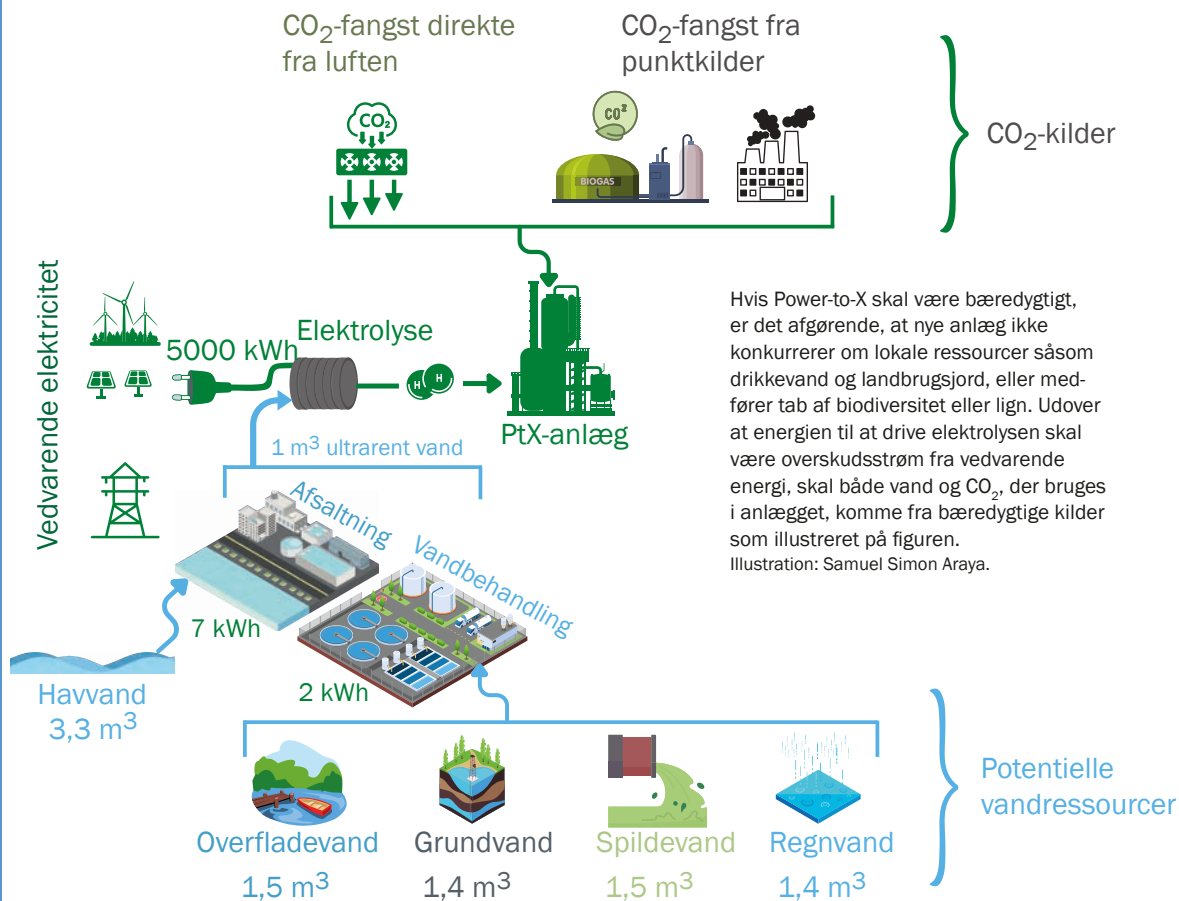 CO₂-fangst direkte
fra luften
CO₂-fangst fra
punktkilder
CO₂
CO²
BIOGAS
CO₂-kilder
Vedvarende elektricitet
5000 kWh
Elektrolyse
H H
PtX-anlæg
1 m³ ultrarent vand
Hvis Power-to-X skal være bæredygtigt,
er det afgørende, at nye anlæg ikke
konkurrerer om lokale ressourcer såsom
drikkevand og landbrugsjord, eller med-
fører tab af biodiversitet eller lign. Udover
at energien til at drive elektrolysen skal
være overskudsstrøm fra vedvarende
energi, skal både vand og CO₂, der bruges
i anlægget, komme fra bæredygtige kilder
som illustreret på figuren.
Illustration: Samuel Simon Araya.
Afsaltning
Vandbehandling
7 kWh
2 kWh
Havvand
3,3 m³
Overfladevand
1,5 m³
Grundvand
1,4 m³
Spildevand
1,5 m³
Regnvand
1,4 m³
Potentielle
vandressourcer